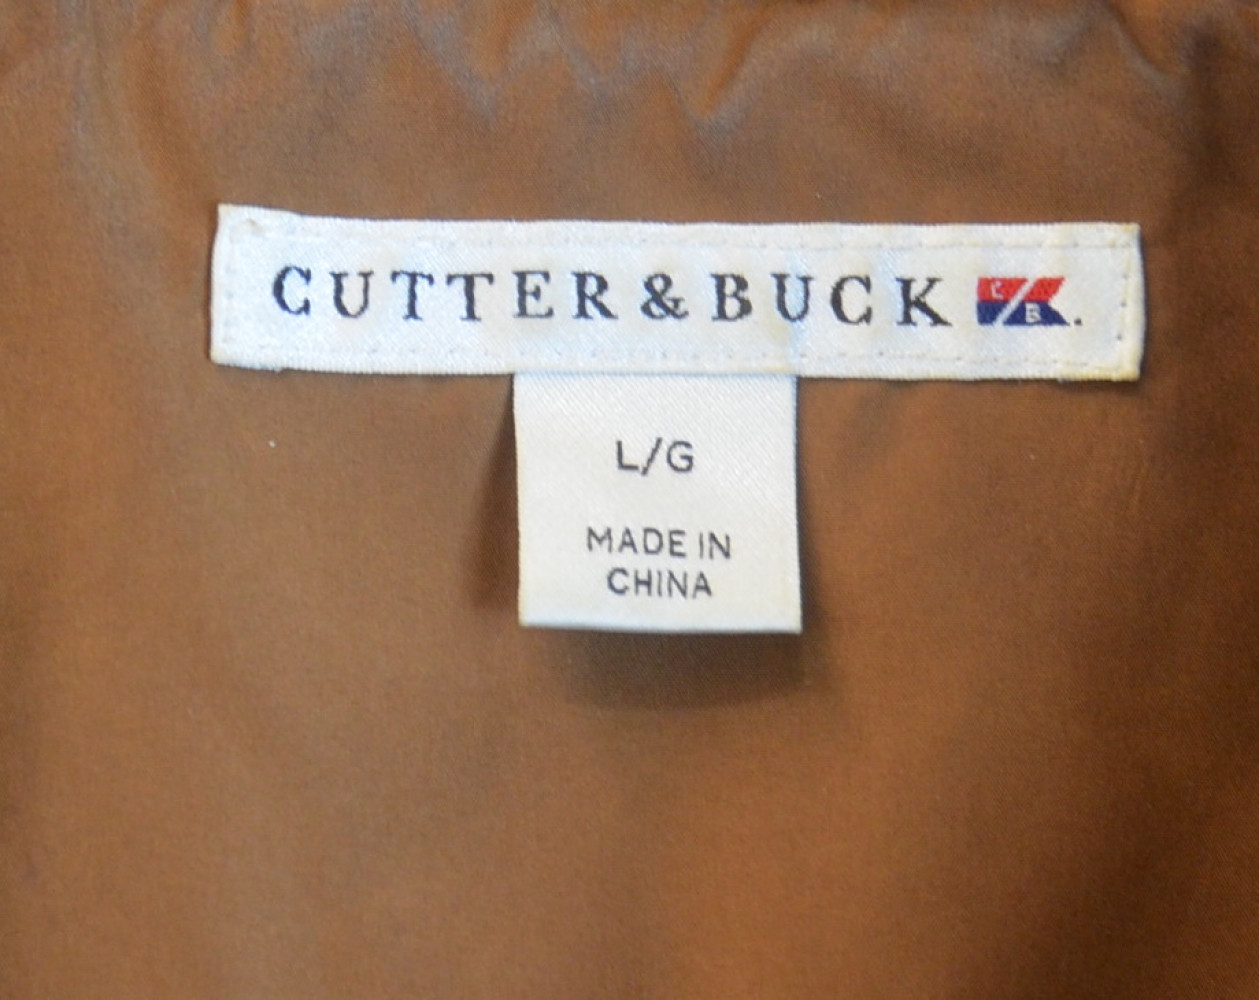 CUTTER & BUCK C/B.
L/G
MADE IN
CHINA